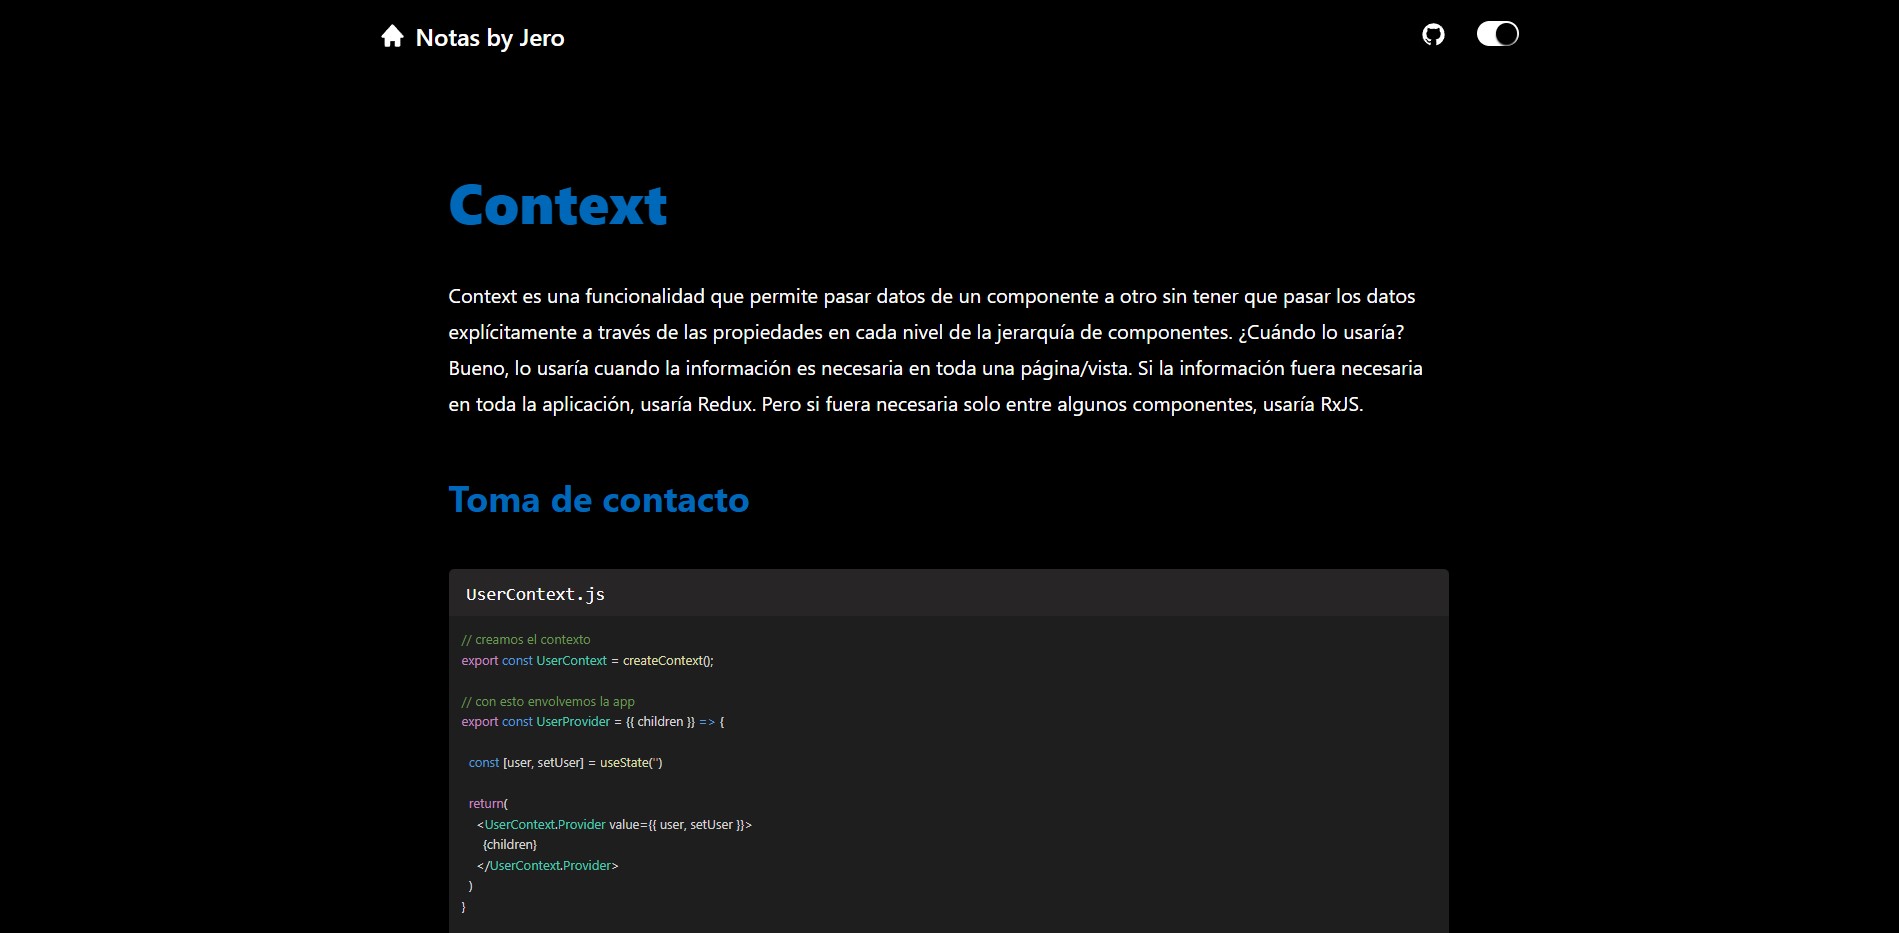 Notas by Jero
Context
Context es una funcionalidad que permite pasar datos de un componente a otro sin tener que pasar los datos
explícitamente a través de las propiedades en cada nivel de la jerarquía de componentes. ¿Cuándo lo usaría?
Bueno, lo usaría cuando la información es necesaria en toda una página/vista. Si la información fuera necesaria
en toda la aplicación, usaría Redux. Pero si fuera necesaria solo entre algunos componentes, usaría RxJS.
Toma de contacto
UserContext.js
// creamos el contexto
export const UserContext = createContext();
// con esto envolvemos la app
export const UserProvider = {{ children }} => {
const [user, setUser] = useState('')
return(
<UserContext.Provider value={{ user, setUser }}>
{children}
</UserContext.Provider>
)
}